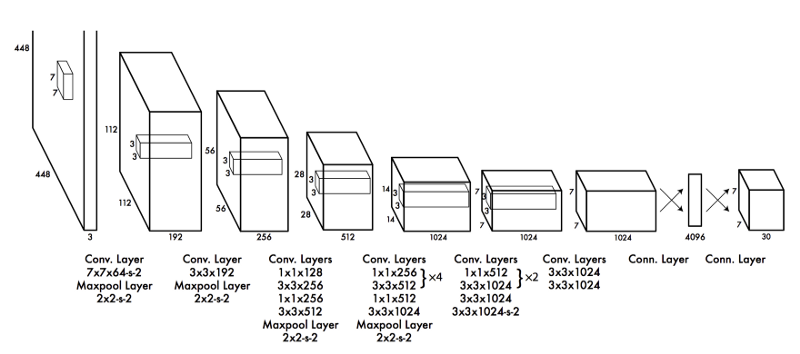 448
7
7
448
3
112
3
3
112
192
56
3
3
56
256
28
3
3
28
512
14
3
3
14
1024
7
3
3
7
1024
7
7
1024
4096
7
7
30
Conv. Layer
7x7x64-s-2
Maxpool Layer
2x2-s-2
Conv. Layer
3x3x192
Maxpool Layer
2x2-s-2
Conv. Layers
1x1x128
3x3x256
1x1x256
3x3x512
Maxpool Layer
2x2-s-2
Conv. Layers
1x1x256
3x3x512
}×4
1x1x512
3x3x1024
Maxpool Layer
2x2-s-2
Conv. Layers
1x1x512
3x3x1024
}×2
3x3x1024
3x3x1024-s-2
Conv. Layers
3x3x1024
3x3x1024
Conn. Layer
Conn. Layer